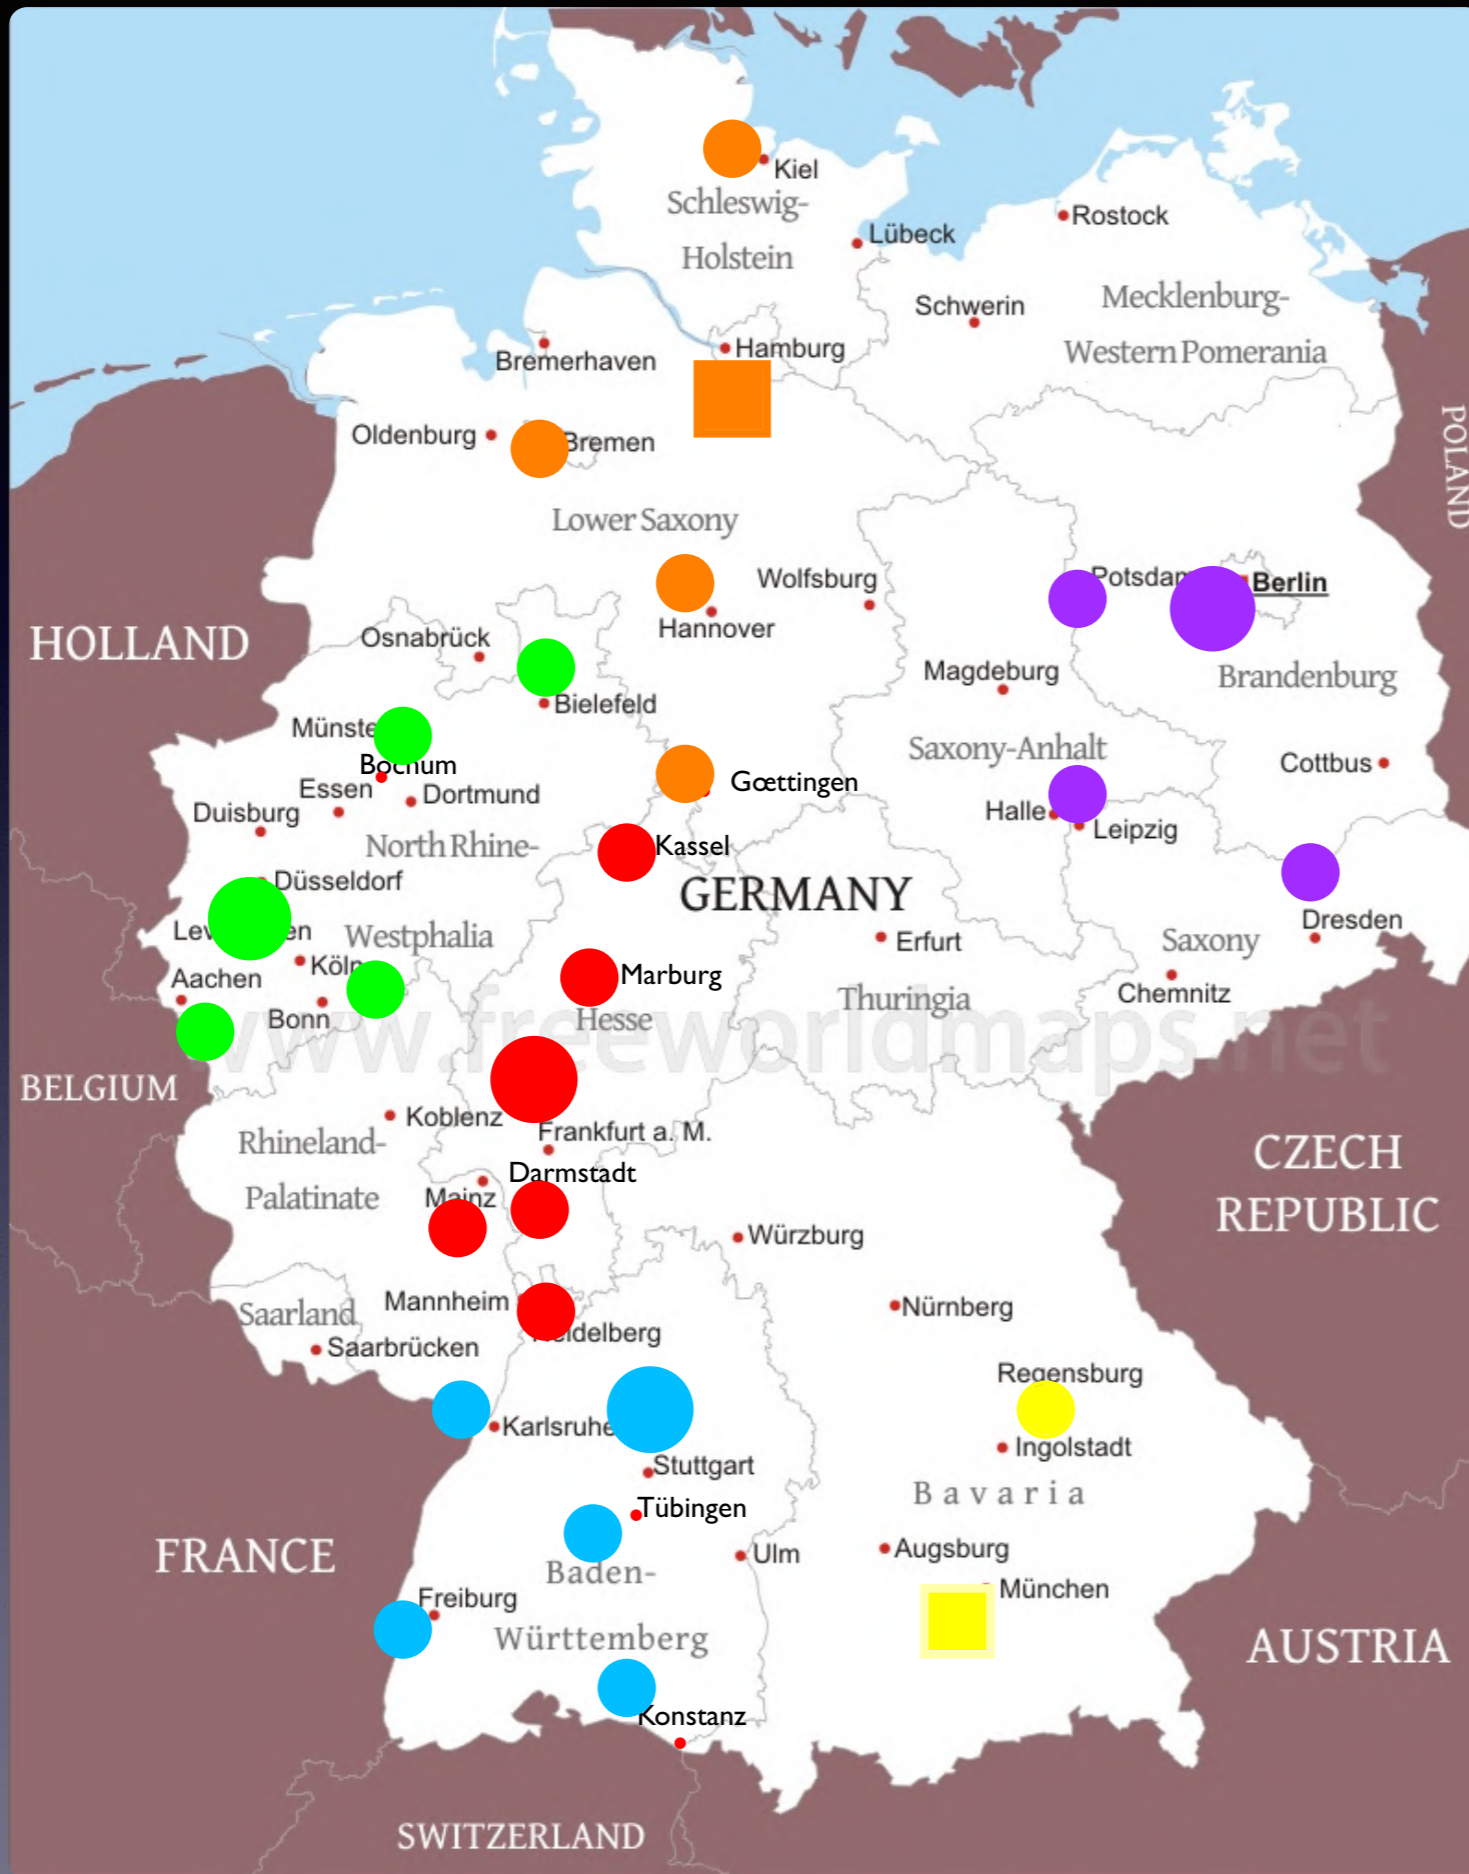 Kiel
Schleswig-
Holstein
Lübeck
Rostock
Schwerin
Mecklenburg-
Western Pomerania
Hamburg
Bremerhaven
Oldenburg
Bremen
POLAND
Lower Saxony
Wolfsburg
Hannover
Potsdam
Berlin
HOLLAND
Osnabrück
Bielefeld
Magdeburg
Brandenburg
Münste
Bochum
Essen
Dortmund
Duisburg
Saxony-Anhalt
Cottbus
Gœttingen
Halle
Leipzig
North Rhine-
Kassel
GERMANY
Düsseldorf
Westphalia
Dresden
Saxony
Erfurt
Köln
Aachen
Bonn
Marburg
Hesse
Thuringia
Chemnitz
www.freeworldmaps.net
BELGIUM
Koblenz
Frankfurt a. M.
Rhineland-
Palatinate
Darmstadt
Mainz
CZECH
REPUBLIC
Würzburg
Mannheim
Nürnberg
Saarland
Saarbrücken
eidelberg
Regensburg
Karlsruhe
Ingolstadt
Stuttgart
Bavaria
Tübingen
FRANCE
Ulm
Augsburg
Baden-
München
Freiburg
Württemberg
AUSTRIA
Konstanz
SWITZERLAND